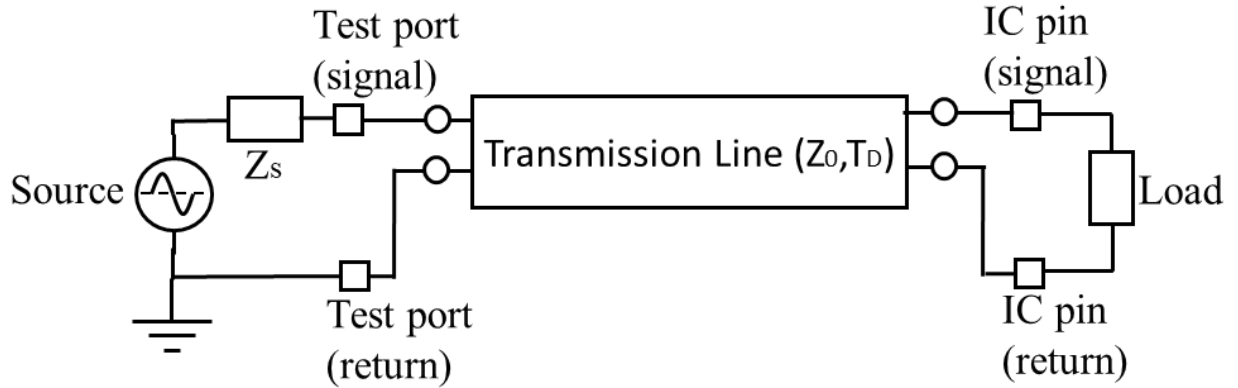 Test port
(signal)
IC pin
(signal)
Zs
Transmission Line (Z0,TD)
Source
Load
Test port
(return)
IC pin
(return)